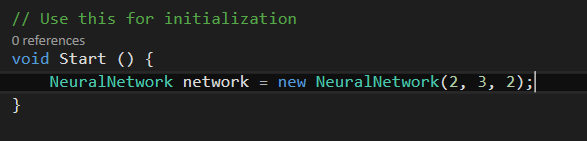 // Use this for initialization
0 references
void Start () {
    NeuralNetwork network = new NeuralNetwork(2, 3, 2);
}